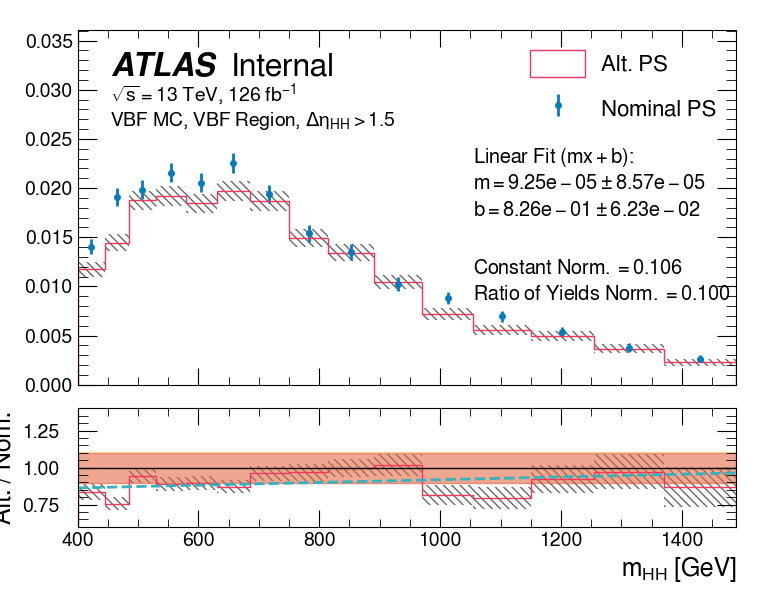 ATLAS Internal
√s = 13 TeV, 126 fb⁻¹
VBF MC, VBF Region, Δη_HH > 1.5
Alt. PS
Nominal PS
Linear Fit (mx + b):
m = 9.25e − 05 ± 8.57e − 05
b = 8.26e − 01 ± 6.23e − 02
Constant Norm. = 0.106
Ratio of Yields Norm. = 0.100
0.035
0.030
0.025
0.020
0.015
0.010
0.005
0.000
Alt. / Nom.
1.25
1.00
0.75
400 600 800 1000 1200 1400
m_HH [GeV]